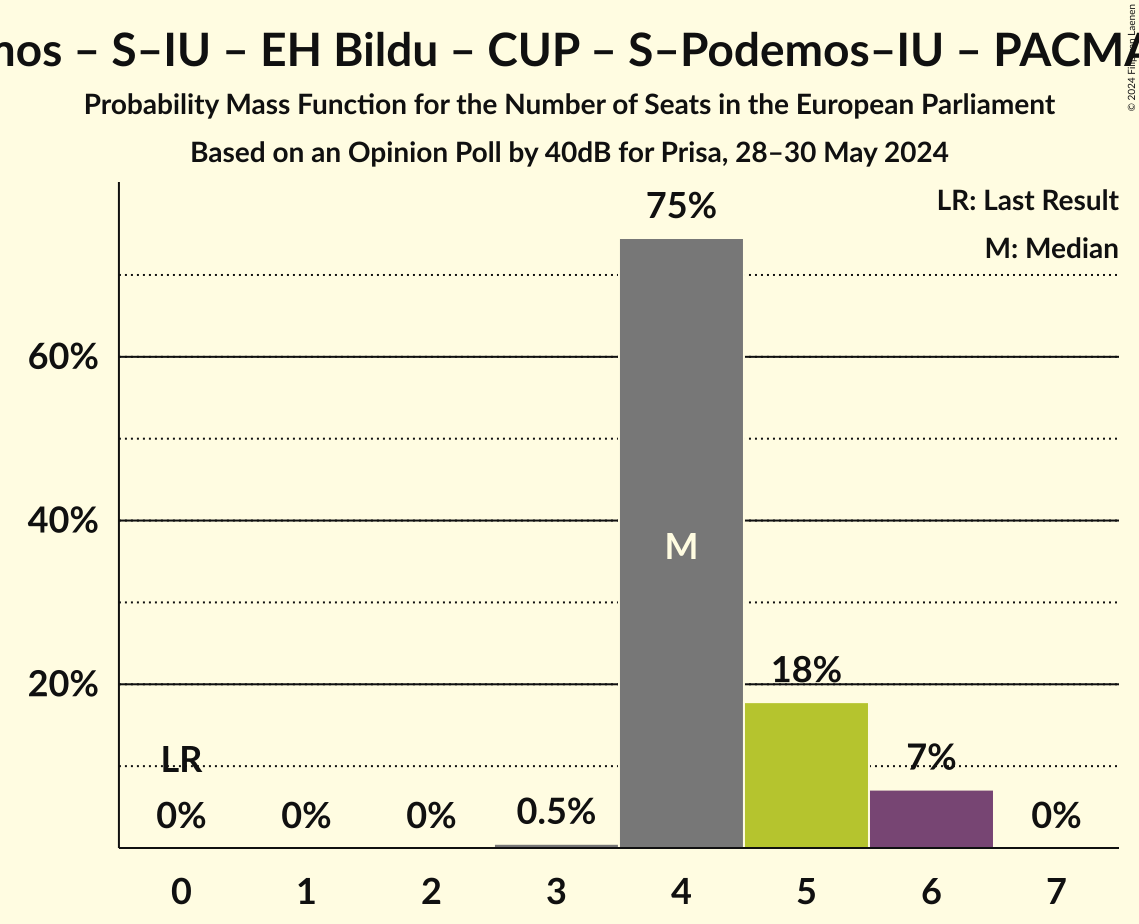 – S–IU – EH Bildu – CUP – S–Podemos–IU –
Probability Mass Function for the Number of Seats in the European Parliament
Based on an Opinion Poll by 40dB for Prisa, 28–30 May 2024
© 2024 Filip Laenen
LR: Last Result
M: Median
75%
60%
40%
M
20%
18%
LR
7%
0%
0%
0%
0.5%
0%
0
1
2
3
4
5
6
7